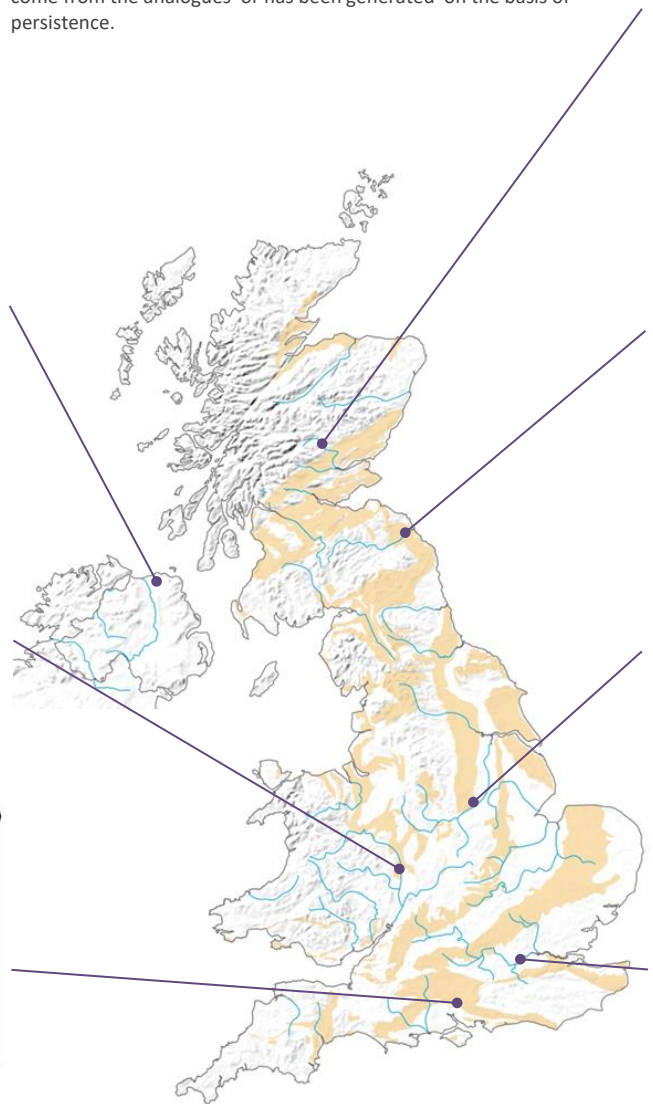 come from the analogues or has been generated on the basis of
persistence.